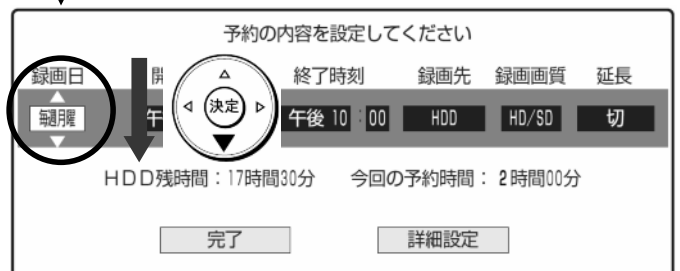 予約の内容を設定してください
録画日 開 終了時刻 録画先 録画画質 延長
毎週月曜 午 決定 午後 10:00 HDD HD/SD 切
HDD残時間:17時間30分 今回の予約時間: 2時間00分
完了 詳細設定